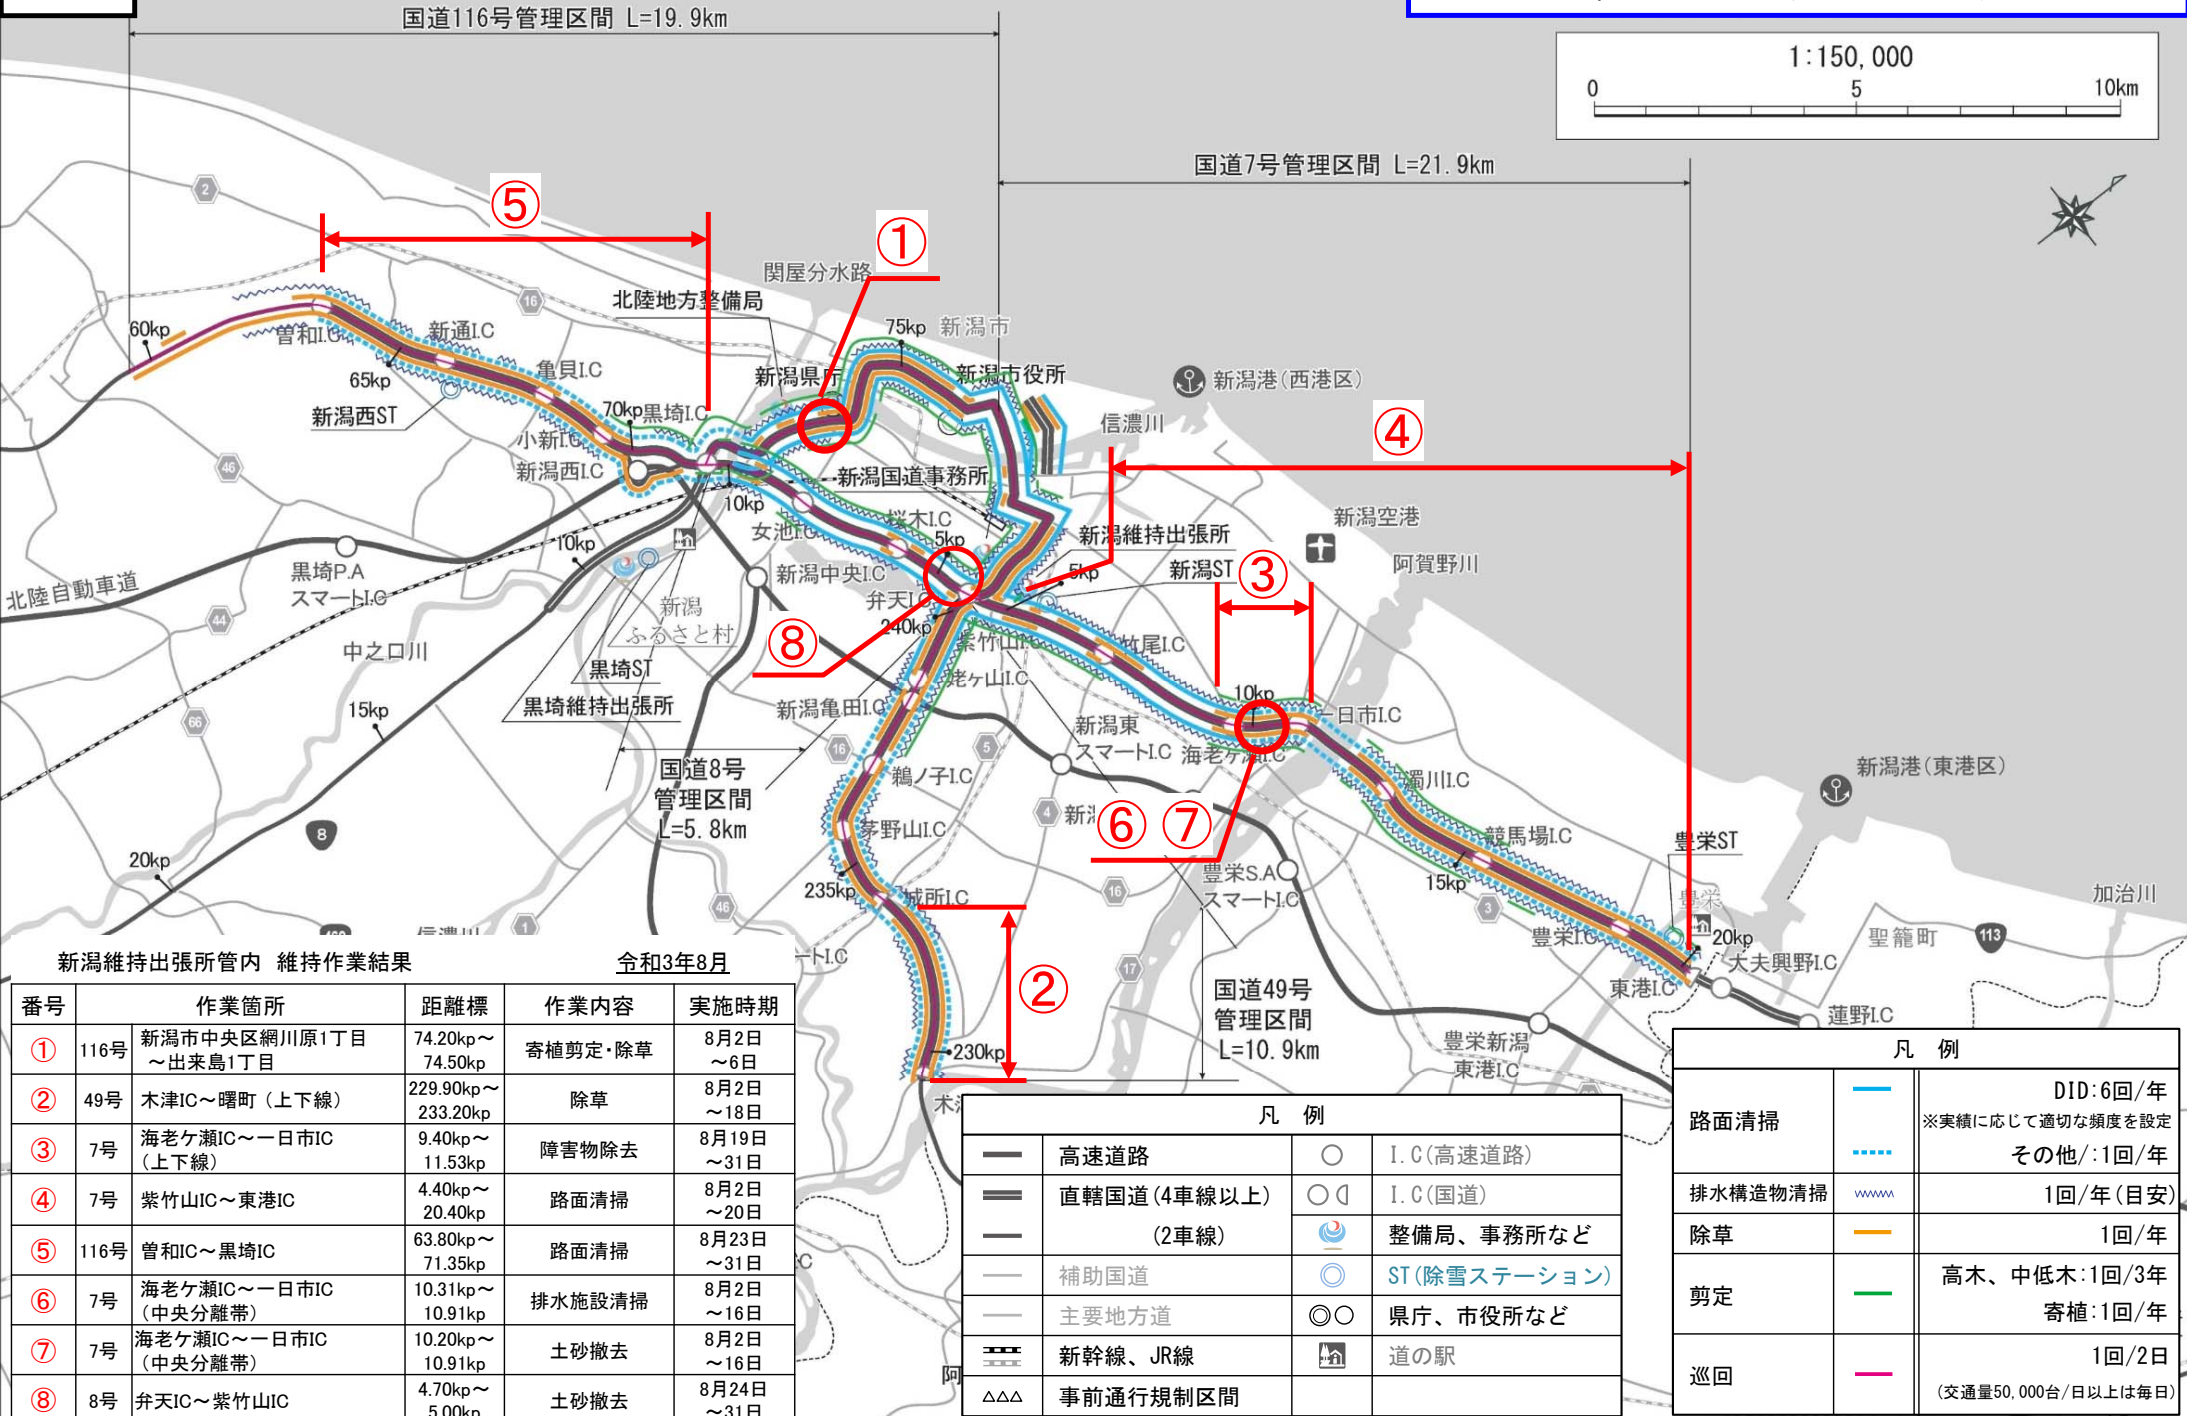 国道116号管理区間 L=19.9km
1:150,000
0 5 10km
国道7号管理区間 L=21.9km
2
⑤
①
関屋分水路
16
北陸地方整備局
60kp
曽和I.C
新通I.C
75kp
新潟市
65kp
亀貝I.C
新潟県庁
新潟市役所
新潟港(西港区)
新潟西ST
70kp
黒埼I.C
信濃川
④
小新I.C
46
新潟西I.C
新潟国道事務所
10kp
女池I.C
桜木I.C
新潟空港
10kp
5kp
新潟維持出張所
北陸自動車道
黒埼P.A
スマートI.C
新潟中央I.C
5kp
新潟ST
③
阿賀野川
44
新潟
ふるさと村
弁天I.C
240kp
⑧
紫竹山I.C
竹尾I.C
中之口川
黒埼ST
姥ヶ山I.C
黒埼維持出張所
10kp
66
15kp
新潟亀田I.C
一日市I.C
新潟東
スマートI.C
海老ヶ瀬I.C
16
5
国道8号
管理区間
L=5.8km
鵜ノ子I.C
濁川I.C
新潟港(東港区)
8
茅野山I.C
4
⑥ ⑦
競馬場I.C
豊栄ST
20kp
235kp
城所I.C
豊栄S.A
スマートI.C
16
15kp
豊栄
加治川
46
1
3
豊栄I.C
20kp
聖籠町
113
大夫興野I.C
17
②
東港I.C
国道49号
管理区間
L=10.9km
蓮野I.C
230kp
豊栄新潟
東港I.C
新潟維持出張所管内 維持作業結果 令和3年8月
番号 作業箇所 距離標 作業内容 実施時期
① 116号 新潟市中央区網川原1丁目～出来島1丁目 74.20kp～74.50kp 寄植剪定・除草 8月2日～6日
② 49号 木津IC～曙町(上下線) 229.90kp～233.20kp 除草 8月2日～18日
③ 7号 海老ケ瀬IC～一日市IC(上下線) 9.40kp～11.53kp 障害物除去 8月19日～31日
④ 7号 紫竹山IC～東港IC 4.40kp～20.40kp 路面清掃 8月2日～20日
⑤ 116号 曽和IC～黒埼IC 63.80kp～71.35kp 路面清掃 8月23日～31日
⑥ 7号 海老ケ瀬IC～一日市IC(中央分離帯) 10.31kp～10.91kp 排水施設清掃 8月2日～16日
⑦ 7号 海老ケ瀬IC～一日市IC(中央分離帯) 10.20kp～10.91kp 土砂撤去 8月2日～16日
⑧ 8号 弁天IC～紫竹山IC 4.70kp～5.00kp 土砂撤去 8月24日～31日
凡 例
高速道路 I.C(高速道路)
直轄国道(4車線以上) I.C(国道)
(2車線) 整備局、事務所など
補助国道 ST(除雪ステーション)
主要地方道 県庁、市役所など
新幹線、JR線 道の駅
事前通行規制区間
凡 例
路面清掃 DID:6回/年
※実績に応じて適切な頻度を設定
その他/:1回/年
排水構造物清掃 1回/年(目安)
除草 1回/年
剪定 高木、中低木:1回/3年
寄植:1回/年
巡回 1回/2日
(交通量50,000台/日以上は毎日)